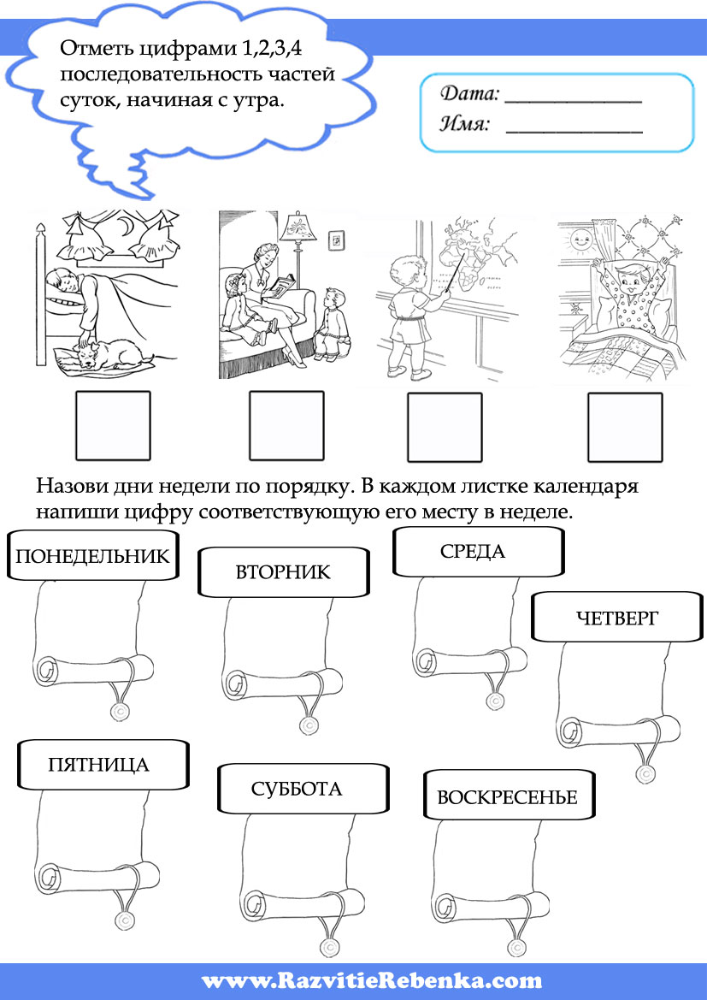 Отметь цифрами 1,2,3,4
последовательность частей
суток, начиная с утра.
Дата: ____________
Имя: ____________
Назови дни недели по порядку. В каждом листке календаря
напиши цифру соответствующую его месту в неделе.
ПОНЕДЕЛЬНИК
ВТОРНИК
СРЕДА
ЧЕТВЕРГ
ПЯТНИЦА
СУББОТА
ВОСКРЕСЕНЬЕ
www.RazvitieRebenka.com